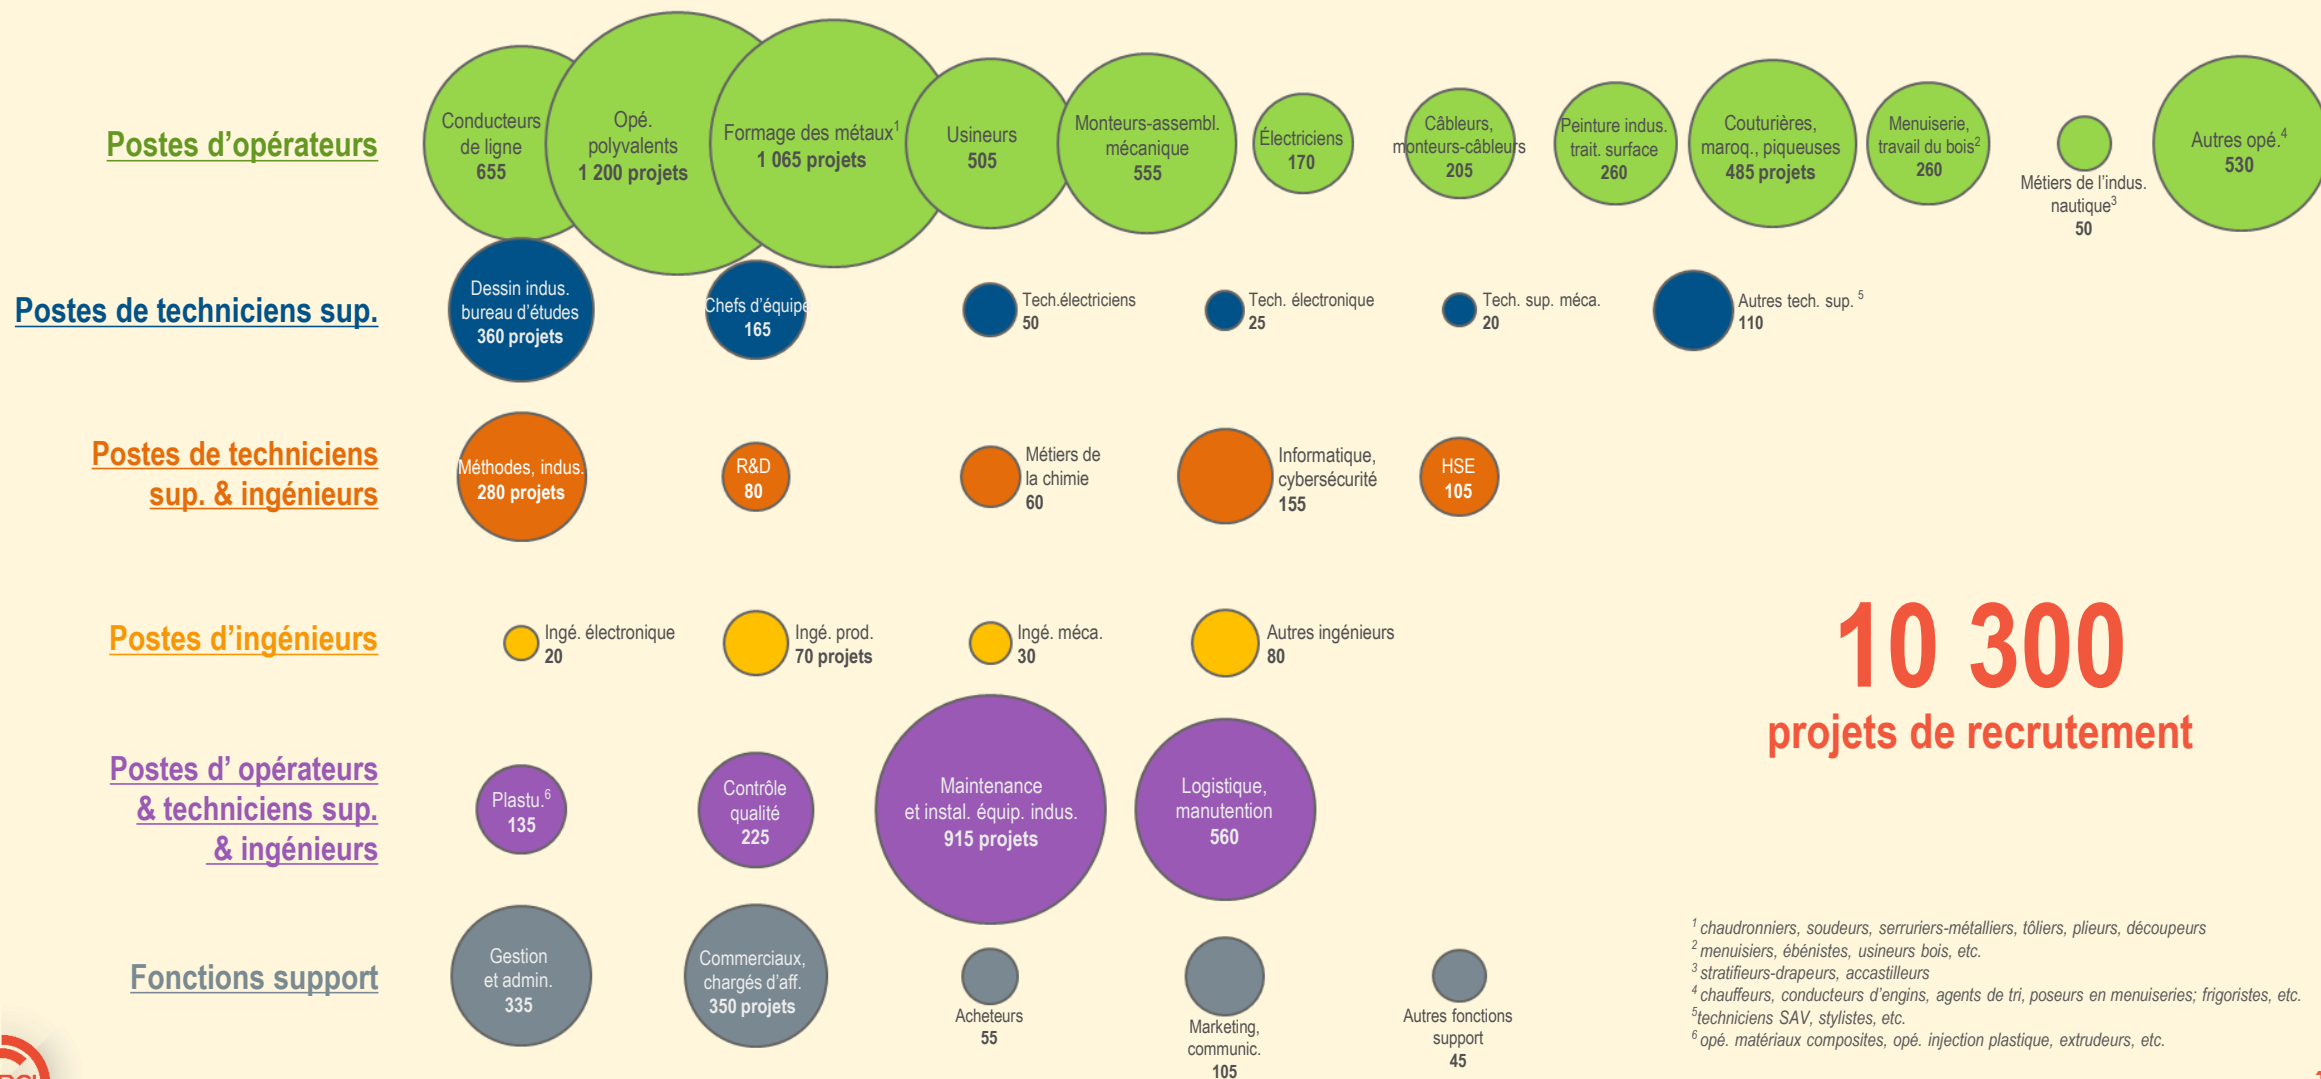 Postes d'opérateurs
Conducteurs
de ligne
655
Opé.
polyvalents
1 200 projets
Formage des métaux1
1 065 projets
Usineurs
505
Monteurs-assembl.
mécanique
555
Électriciens
170
Câbleurs,
monteurs-câbleurs
205
Peinture indus.
trait. surface
260
Couturières,
maroq., piqueuses
485 projets
Menuiserie,
travail du bois2
260
Métiers de l'indus.
nautique3
50
Autres opé.4
530
Postes de techniciens sup.
Dessin indus.
bureau d'études
360 projets
Chefs d'équipe
165
Tech.électriciens
50
Tech. électronique
25
Tech. sup. méca.
20
Autres tech. sup. 5
110
Postes de techniciens
sup. & ingénieurs
Méthodes, indus.
280 projets
R&D
80
Métiers de
la chimie
60
Informatique,
cybersécurité
155
HSE
105
Postes d'ingénieurs
Ingé. électronique
20
Ingé. prod.
70 projets
Ingé. méca.
30
Autres ingénieurs
80
10 300
projets de recrutement
Postes d' opérateurs
& techniciens sup.
& ingénieurs
Plastu.6
135
Contrôle
qualité
225
Maintenance
et instal. équip. indus.
915 projets
Logistique,
manutention
560
Fonctions support
Gestion
et admin.
335
Commerciaux,
chargés d'aff.
350 projets
Acheteurs
55
Marketing,
communic.
105
Autres fonctions
support
45
1 chaudronniers, soudeurs, serruriers-métalliers, tôliers, plieurs, découpeurs
2 menuisiers, ébénistes, usineurs bois, etc.
3 stratifieurs-drapeurs, accastilleurs
4 chauffeurs, conducteurs d'engins, agents de tri, poseurs en menuiseries; frigoristes, etc.
5techniciens SAV, stylistes, etc.
6 opé. matériaux composites, opé. injection plastique, extrudeurs, etc.